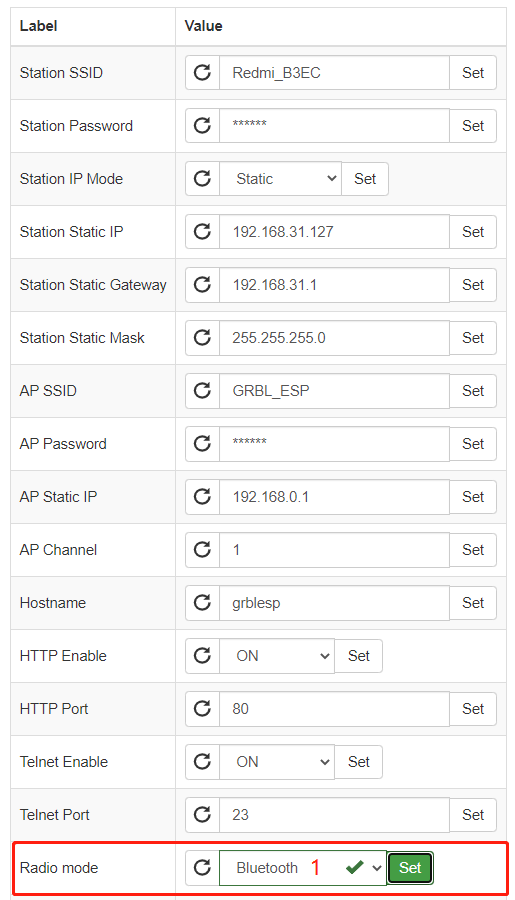 Label Value
Station SSID Redmi_B3EC Set
Station Password ****** Set
Station IP Mode Static Set
Station Static IP 192.168.31.127 Set
Station Static Gateway 192.168.31.1 Set
Station Static Mask 255.255.255.0 Set
AP SSID GRBL_ESP Set
AP Password ****** Set
AP Static IP 192.168.0.1 Set
AP Channel 1 Set
Hostname grblesp Set
HTTP Enable ON Set
HTTP Port 80 Set
Telnet Enable ON Set
Telnet Port 23 Set
Radio mode Bluetooth 1 Set